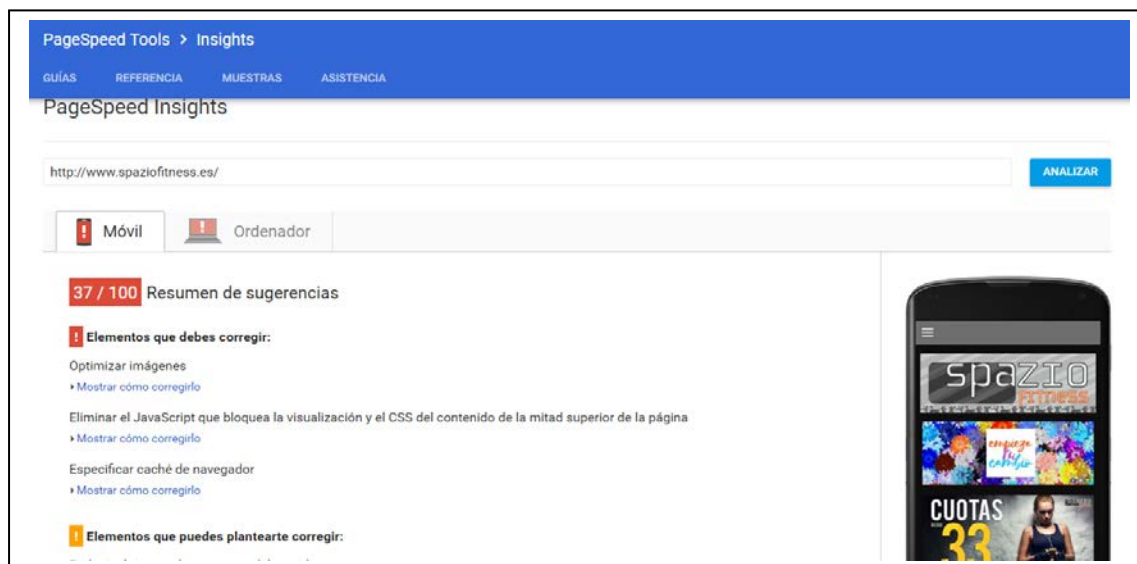 PageSpeed Tools > Insights
GUÍAS REFERENCIA MUESTRAS ASISTENCIA
PageSpeed Insights
http://www.spaziofitness.es/ ANALIZAR
Móvil Ordenador
37 / 100 Resumen de sugerencias
! Elementos que debes corregir:
Optimizar imágenes
Mostrar cómo corregirlo
Eliminar el JavaScript que bloquea la visualización y el CSS del contenido de la mitad superior de la página
Mostrar cómo corregirlo
Especificar caché de navegador
Mostrar cómo corregirlo
! Elementos que puedes plantearte corregir:
spazio
FITNESS
empieza
tu
cambio
CUOTAS
33